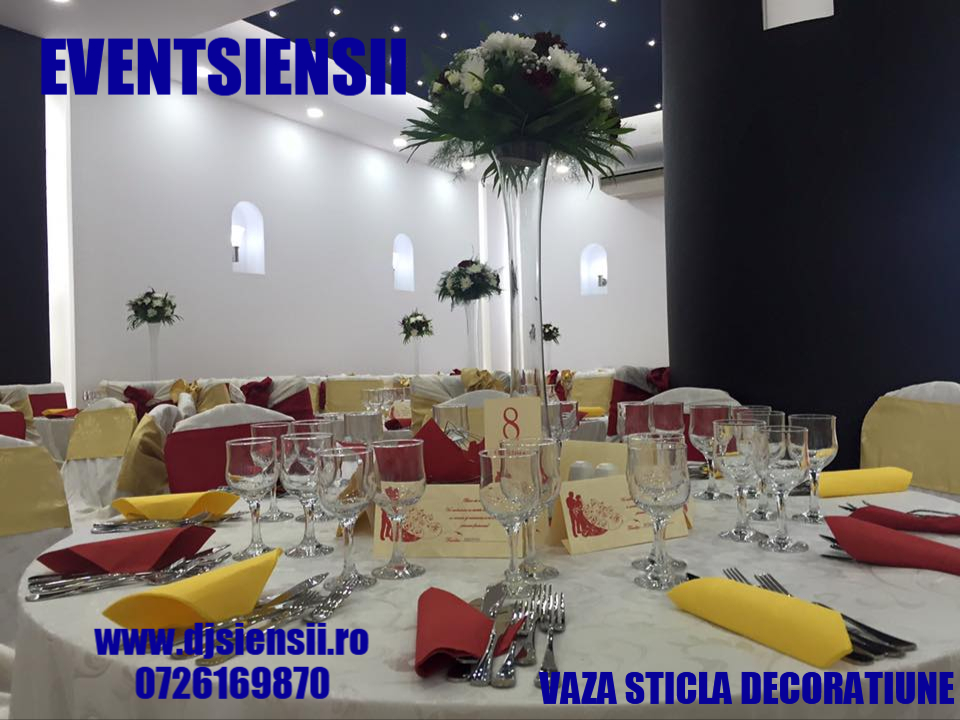 EVENTSIENSII
8
www.djsiensii.ro
0726169870
VAZA STICLA DECORATIUNE